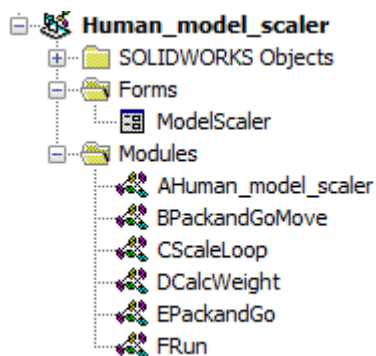 Human_model_scaler
SOLIDWORKS Objects
Forms
ModelScaler
Modules
AHuman_model_scaler
BPackandGoMove
CScaleLoop
DCalcWeight
EPackandGo
FRun